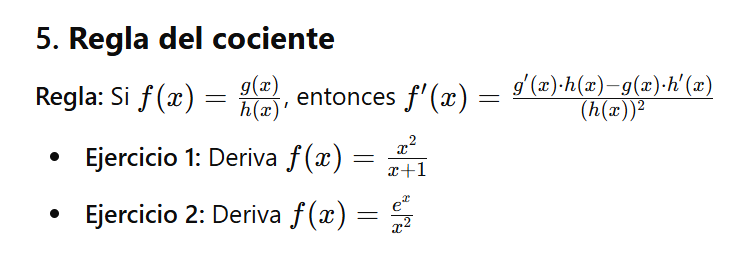 5. Regla del cociente
Regla: Si f(x) = g(x)/h(x), entonces f′(x) = g′(x)·h(x)−g(x)·h′(x)/(h(x))²
• Ejercicio 1: Deriva f(x) = x²/x+1
• Ejercicio 2: Deriva f(x) = eˣ/x²